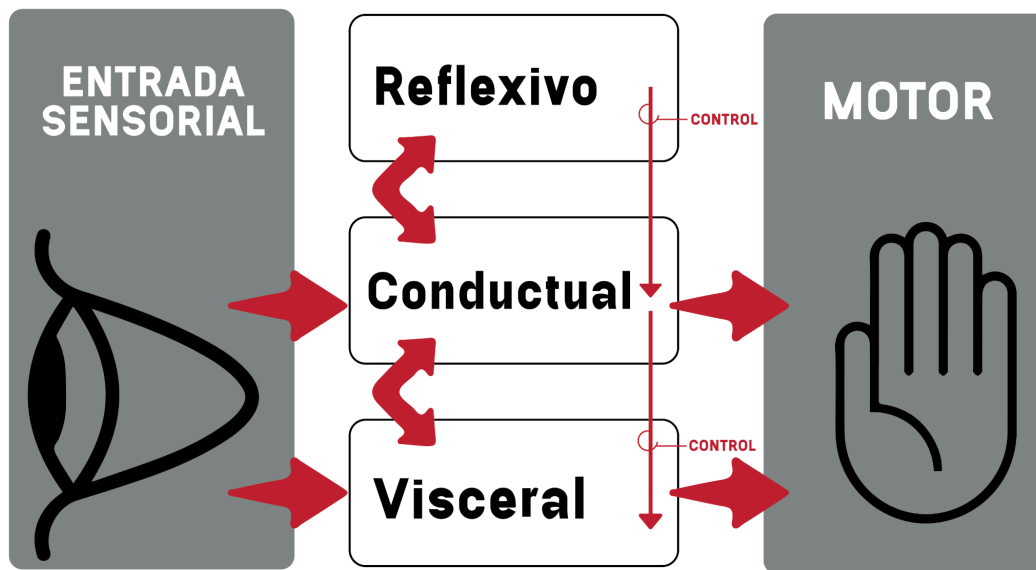 ENTRADA
SENSORIAL
Reflexivo
CONTROL
Conductual
CONTROL
Visceral
MOTOR